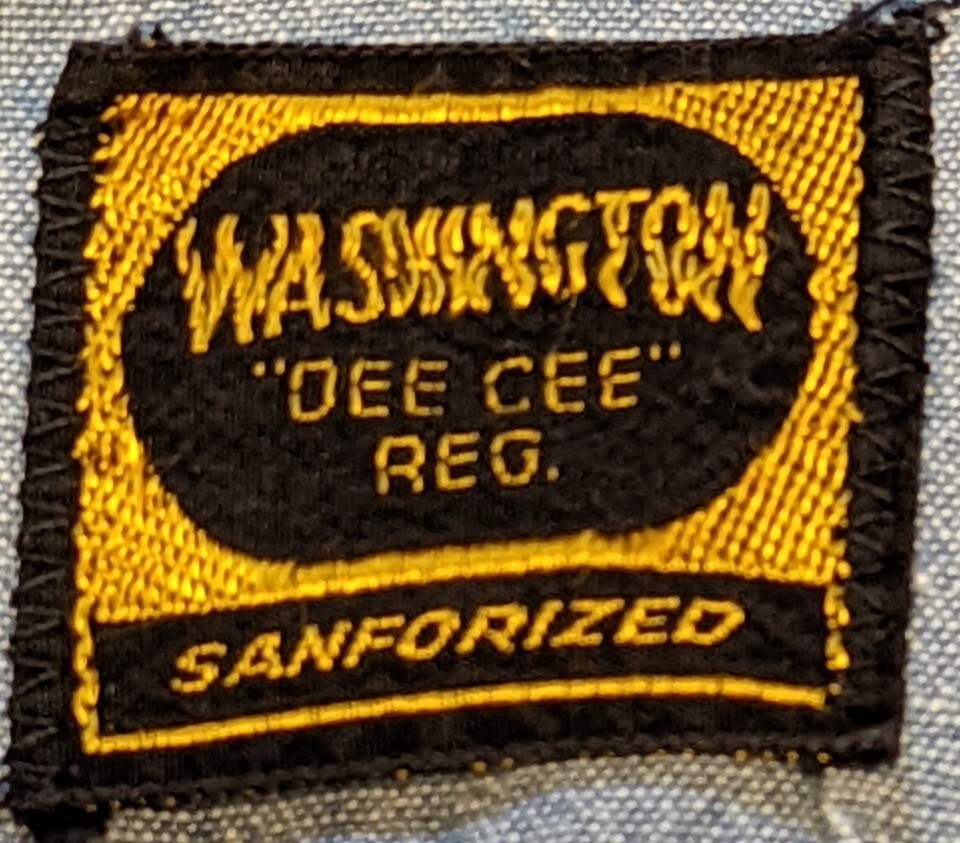 WASHINGTON
"DEE CEE"
REG.
SANFORIZED